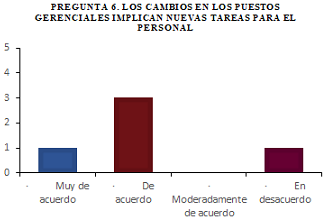 PREGUNTA 6. LOS CAMBIOS EN LOS PUESTOS
GERENCIALES IMPLICAN NUEVAS TAREAS PARA EL
PERSONAL
5
4
3
2
1
0
· Muy de
acuerdo
· De
acuerdo
·
Moderadamente
de acuerdo
· En
desacuerdo